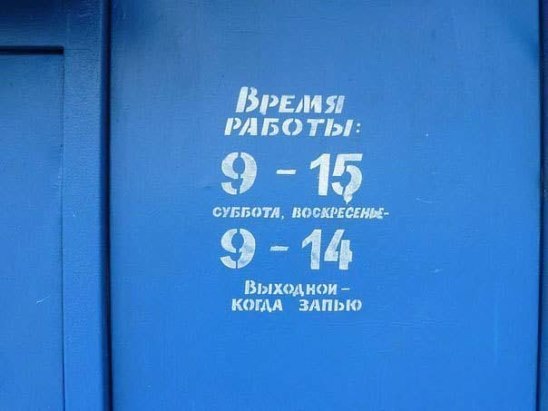 Время
работы:
9 - 15
суббота, воскресенье-
9 - 14
Выходной -
когда запью